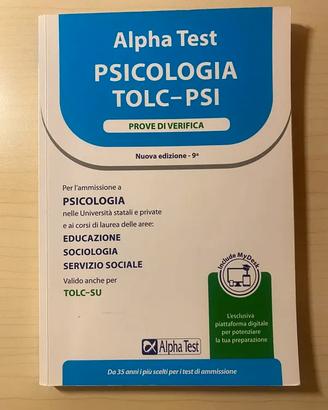 Alpha Test
PSICOLOGIA
TOLC–PSI
PROVE DI VERIFICA
Nuova edizione - 9ª
Per l'ammissione a
PSICOLOGIA
nelle Università statali e private
e ai corsi di laurea delle aree:
EDUCAZIONE
SOCIOLOGIA
SERVIZIO SOCIALE
Valido anche per
TOLC–SU
Include MyDesk
L'esclusiva
piattaforma digitale
per potenziare
la tua preparazione
α Alpha Test
Da 35 anni i più scelti per i test di ammissione